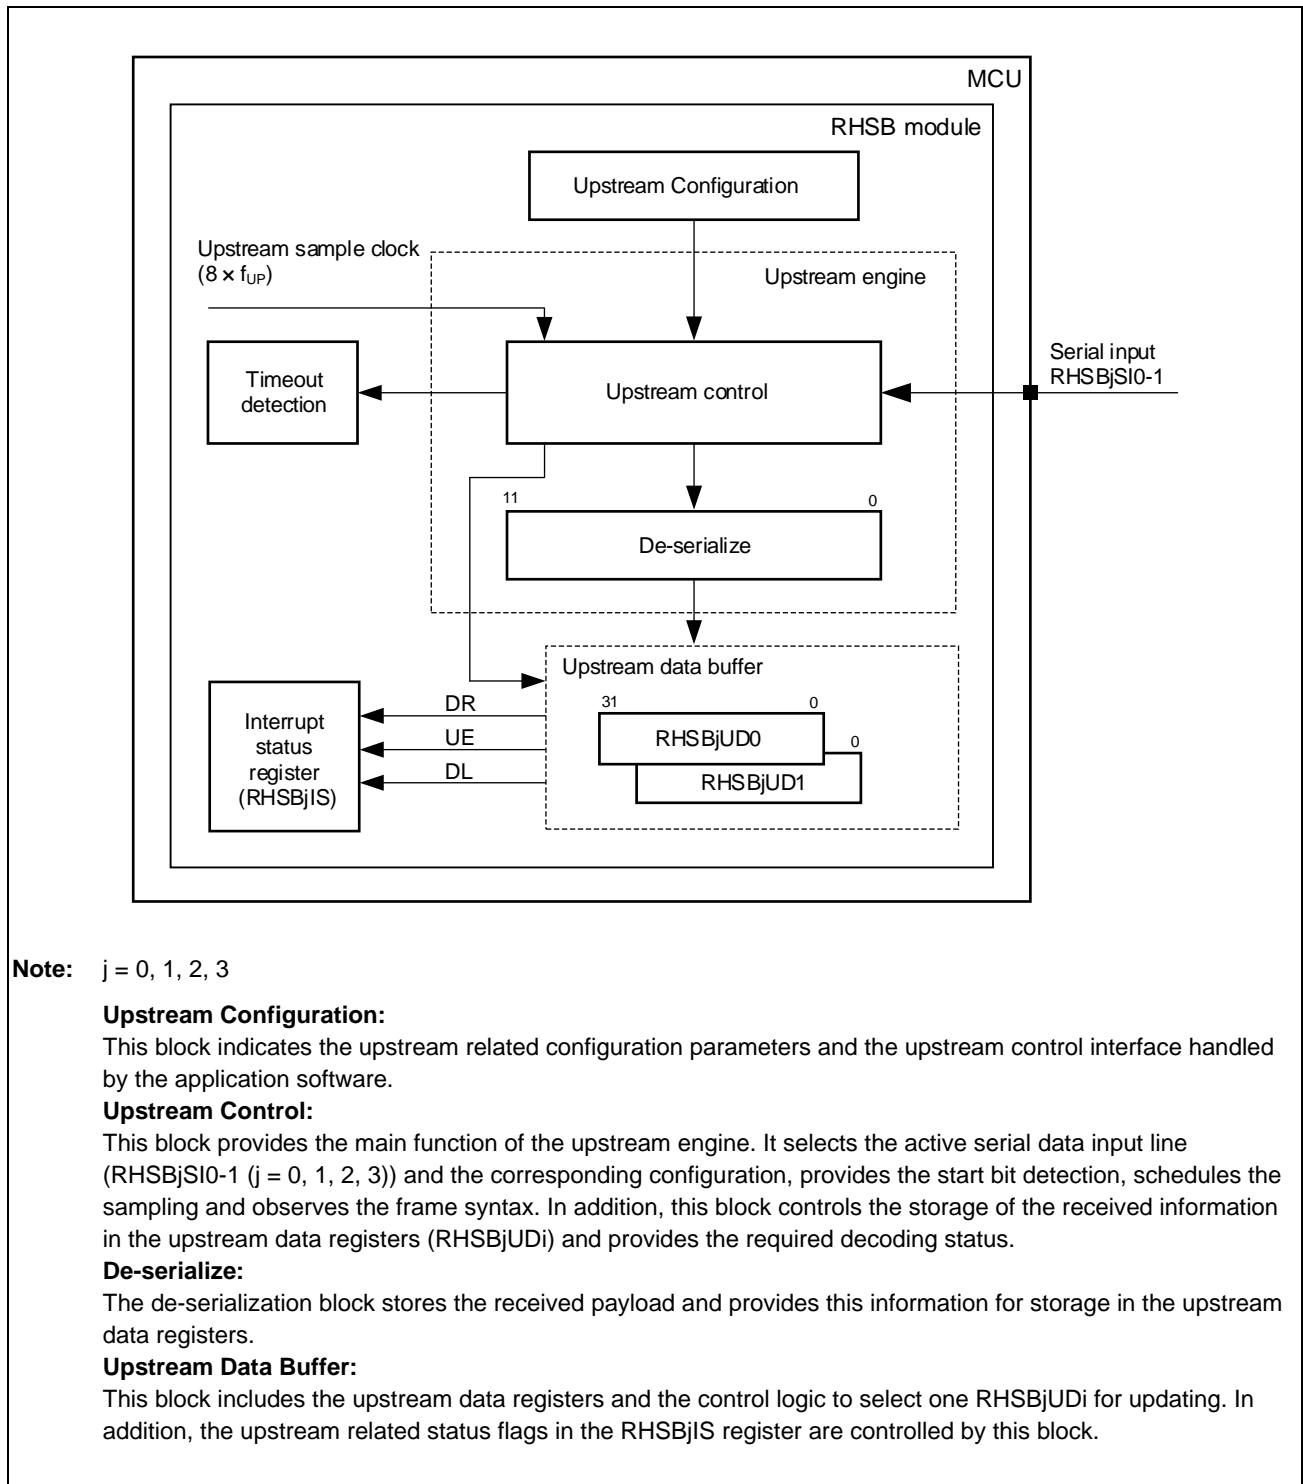 MCU
RHSB module
Upstream Configuration
Upstream sample clock
(8 × fUP)
Upstream engine
Serial input
RHSBjSI0-1
Timeout
detection
Upstream control
11 0
De-serialize
Upstream data buffer
31 0
RHSBjUD0
0
RHSBjUD1
DR
UE
DL
Interrupt
status
register
(RHSBjIS)
Note: j = 0, 1, 2, 3
Upstream Configuration:
This block indicates the upstream related configuration parameters and the upstream control interface handled
by the application software.
Upstream Control:
This block provides the main function of the upstream engine. It selects the active serial data input line
(RHSBjSI0-1 (j = 0, 1, 2, 3)) and the corresponding configuration, provides the start bit detection, schedules the
sampling and observes the frame syntax. In addition, this block controls the storage of the received information
in the upstream data registers (RHSBjUDi) and provides the required decoding status.
De-serialize:
The de-serialization block stores the received payload and provides this information for storage in the upstream
data registers.
Upstream Data Buffer:
This block includes the upstream data registers and the control logic to select one RHSBjUDi for updating. In
addition, the upstream related status flags in the RHSBjIS register are controlled by this block.